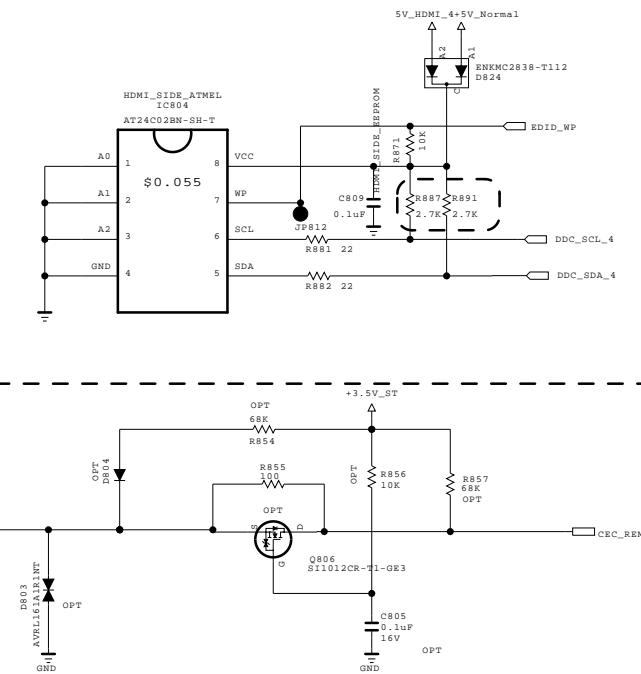 5V_HDMI_4+5V_Normal
A2
A1
ENKMC2838-T112
D824
C
HDMI_SIDE_ATMEL
IC804
AT24C02BN-SH-T
HDMI_SIDE_EEPROM
EDID_WP
R871
10K
A0
1
8
VCC
$0.055
A1
2
7
WP
C809
0.1uF
R887
2.7K
R891
2.7K
JP812
A2
3
6
SCL
R881 22
DDC_SCL_4
GND
4
5
SDA
R882 22
DDC_SDA_4
+3.5V_ST
OPT
68K
R854
OPT
D804
R855
100
OPT
R856
10K
R857
68K
OPT
OPT
S
D
G
Q806
SI1012CR-T1-GE3
CEC_REM
D803
AVRL161A1R1NT
OPT
C805
0.1uF
16V
OPT
GND
GND